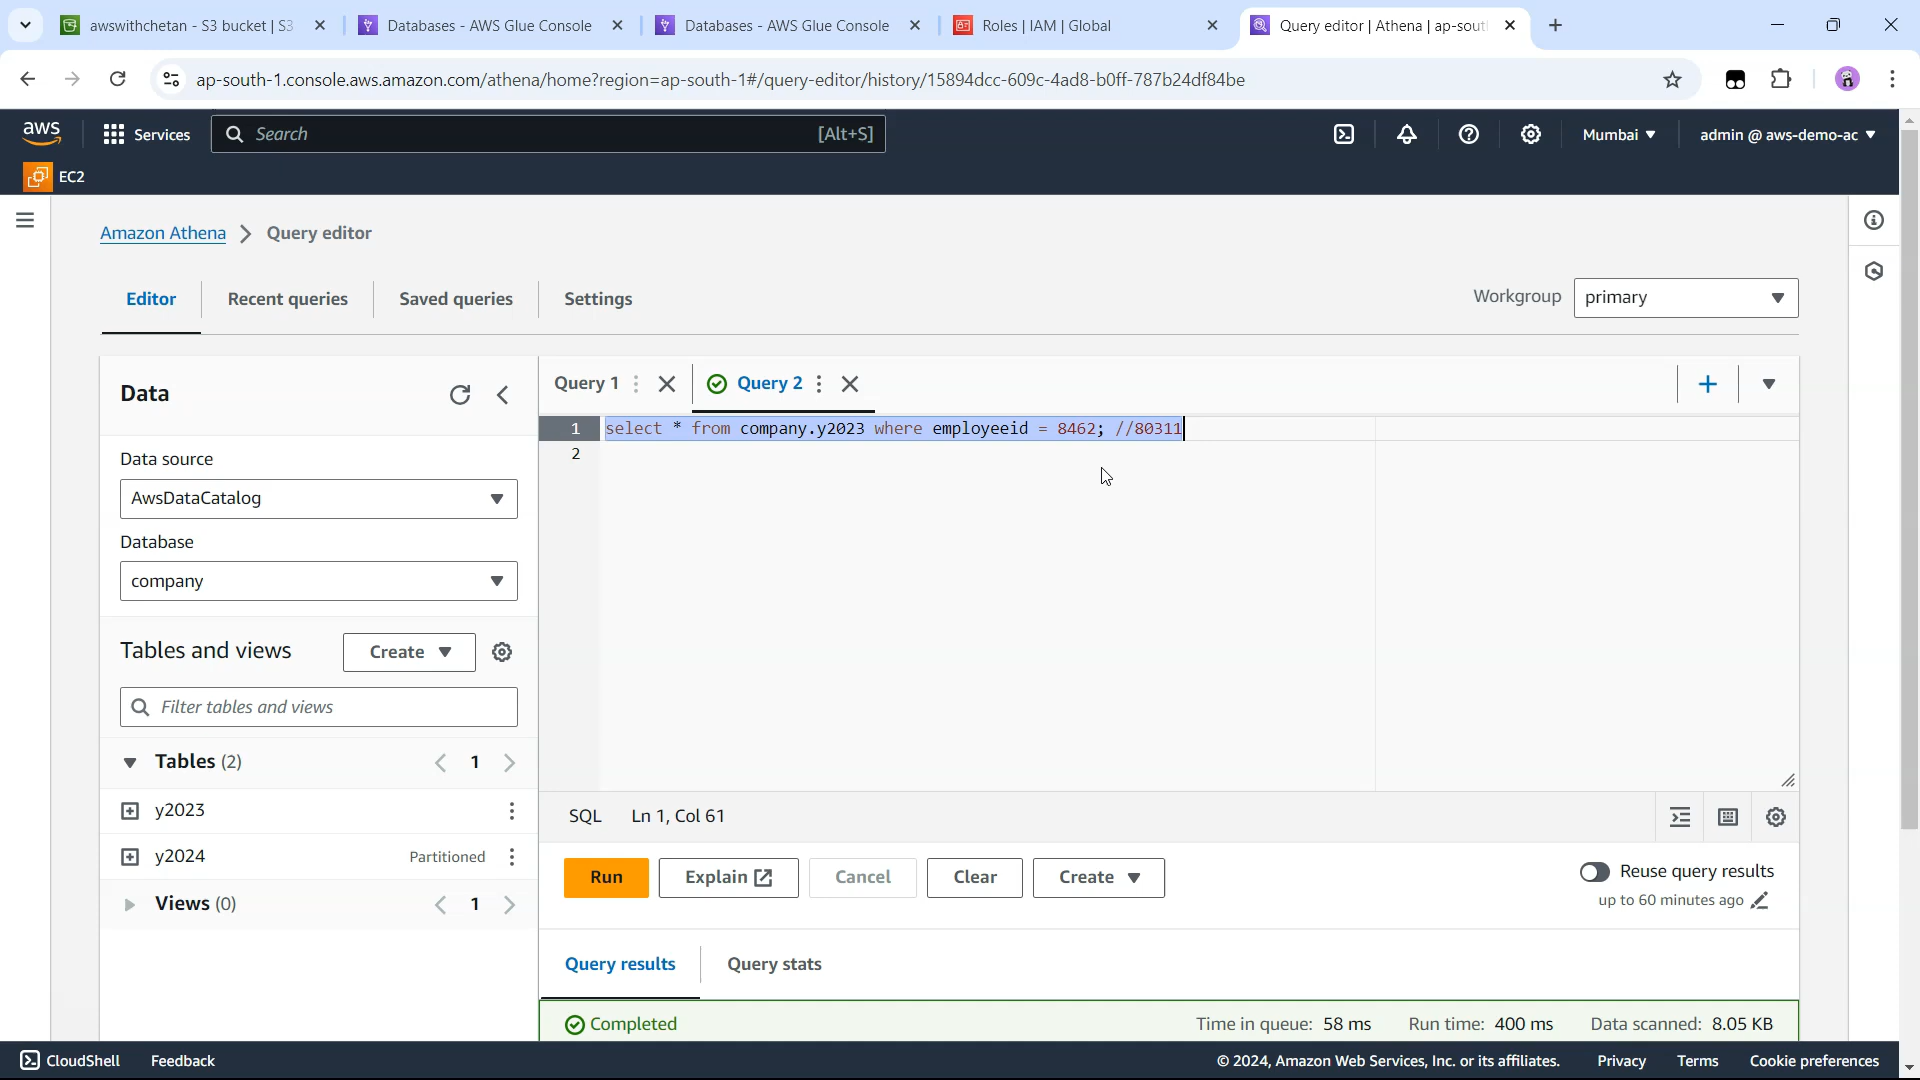 awswithchetan - S3 bucket | S3
Databases - AWS Glue Console
Databases - AWS Glue Console
Roles | IAM | Global
Query editor | Athena | ap-sout
ap-south-1.console.aws.amazon.com/athena/home?region=ap-south-1#/query-editor/history/15894dcc-609c-4ad8-b0ff-787b24df84be
aws
Services
Search
[Alt+S]
Mumbai
admin @ aws-demo-ac
EC2
Amazon Athena
Query editor
Editor
Recent queries
Saved queries
Settings
Workgroup
primary
Data
Query 1
Query 2
1 select * from company.y2023 where employeeid = 8462; //80311
2
Data source
AwsDataCatalog
Database
company
Tables and views
Create
Filter tables and views
Tables (2)
1
y2023
y2024
Partitioned
Views (0)
1
SQL
Ln 1, Col 61
Run
Explain
Cancel
Clear
Create
Reuse query results
up to 60 minutes ago
Query results
Query stats
Completed
Time in queue: 58 ms
Run time: 400 ms
Data scanned: 8.05 KB
CloudShell
Feedback
© 2024, Amazon Web Services, Inc. or its affiliates.
Privacy
Terms
Cookie preferences